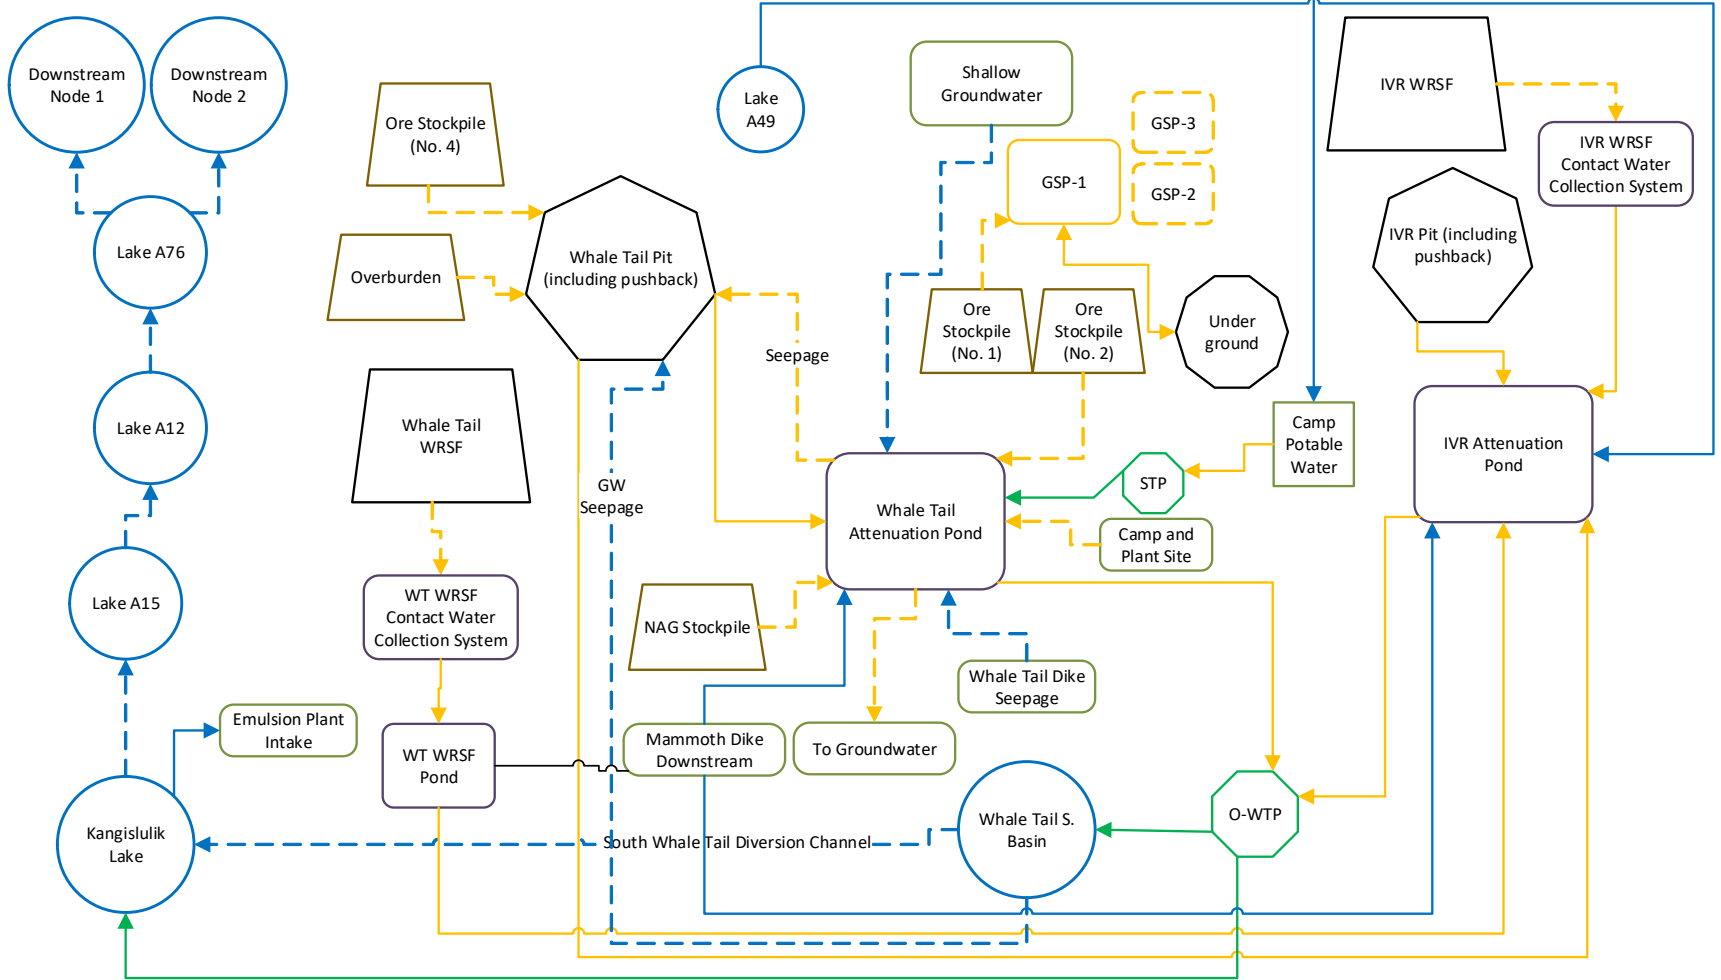 Downstream
Node 1
Downstream
Node 2
Lake A76
Lake A12
Lake A15
Kangislulik
Lake
Emulsion Plant
Intake
Ore Stockpile
(No. 4)
Overburden
Whale Tail
WRSF
WT WRSF
Contact Water
Collection System
WT WRSF
Pond
Whale Tail Pit
(including pushback)
GW
Seepage
Seepage
NAG Stockpile
Mammoth Dike
Downstream
South Whale Tail Diversion Channel
Lake
A49
Shallow
Groundwater
GSP-1
GSP-3
GSP-2
Ore
Stockpile
(No. 1)
Ore
Stockpile
(No. 2)
Under
ground
Whale Tail
Attenuation Pond
STP
Camp
Potable
Water
Camp and
Plant Site
Whale Tail Dike
Seepage
To Groundwater
Whale Tail S.
Basin
O-WTP
IVR WRSF
IVR WRSF
Contact Water
Collection System
IVR Pit (including
pushback)
IVR Attenuation
Pond